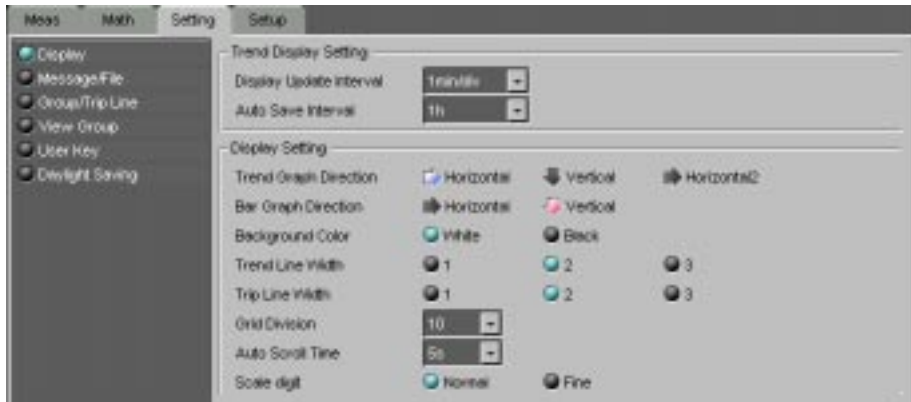 Meas Math Setting Setup
Display
Message/File
Group/Trip Line
View Group
User Key
Daylight Saving
Trend Display Setting
Display Update Interval 1min/div
Auto Save Interval 1h
Display Setting
Trend Graph Direction Horizontal Vertical Horizontal2
Bar Graph Direction Horizontal Vertical
Background Color White Black
Trend Line Width 1 2 3
Trip Line Width 1 2 3
Grid Division 10
Auto Scroll Time 5s
Scale digit Normal Fine